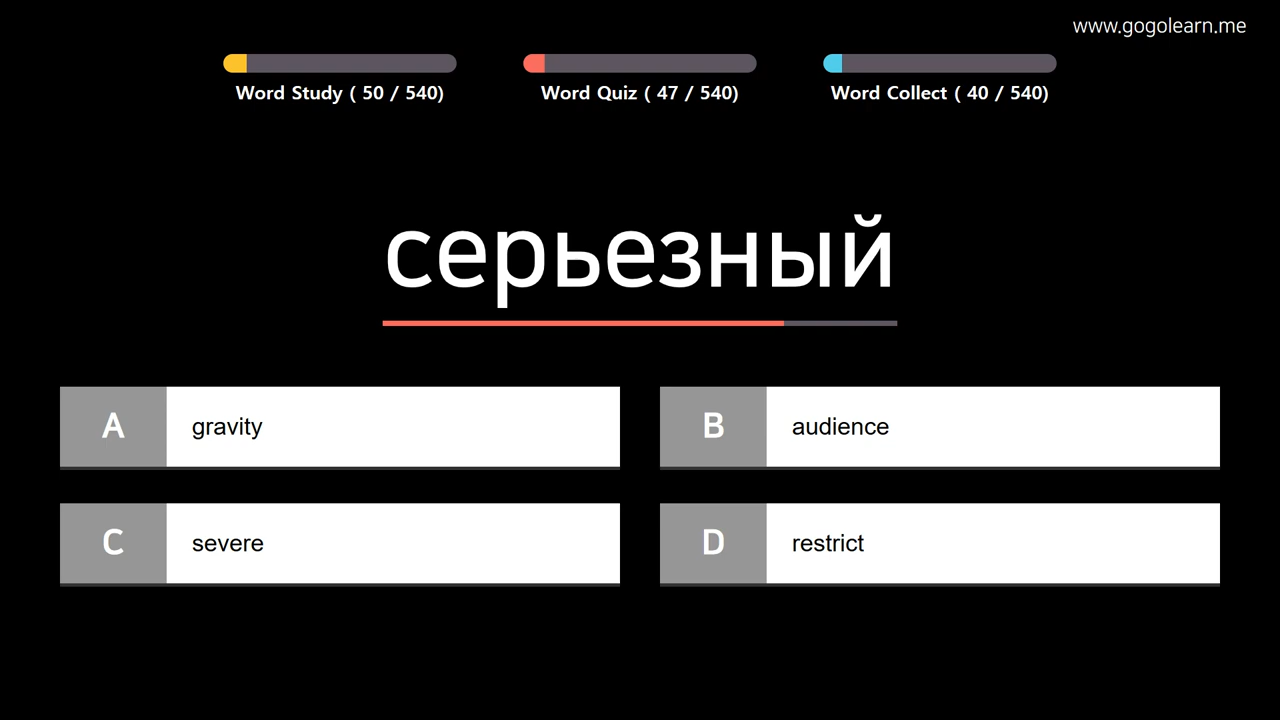 www.gogolearn.me
Word Study ( 50 / 540)
Word Quiz ( 47 / 540)
Word Collect ( 40 / 540)
серьезный
A gravity
B audience
C severe
D restrict